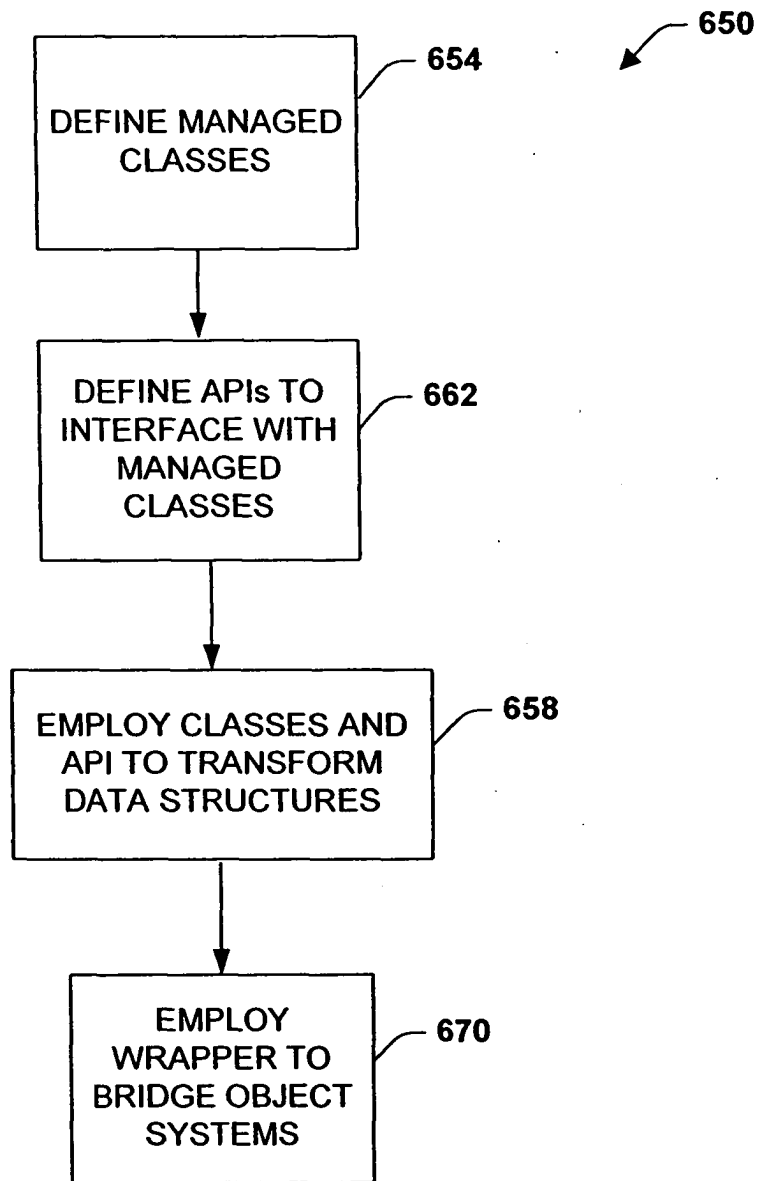 650
654
DEFINE MANAGED
CLASSES
662
DEFINE APIs TO
INTERFACE WITH
MANAGED
CLASSES
658
EMPLOY CLASSES AND
API TO TRANSFORM
DATA STRUCTURES
670
EMPLOY
WRAPPER TO
BRIDGE OBJECT
SYSTEMS